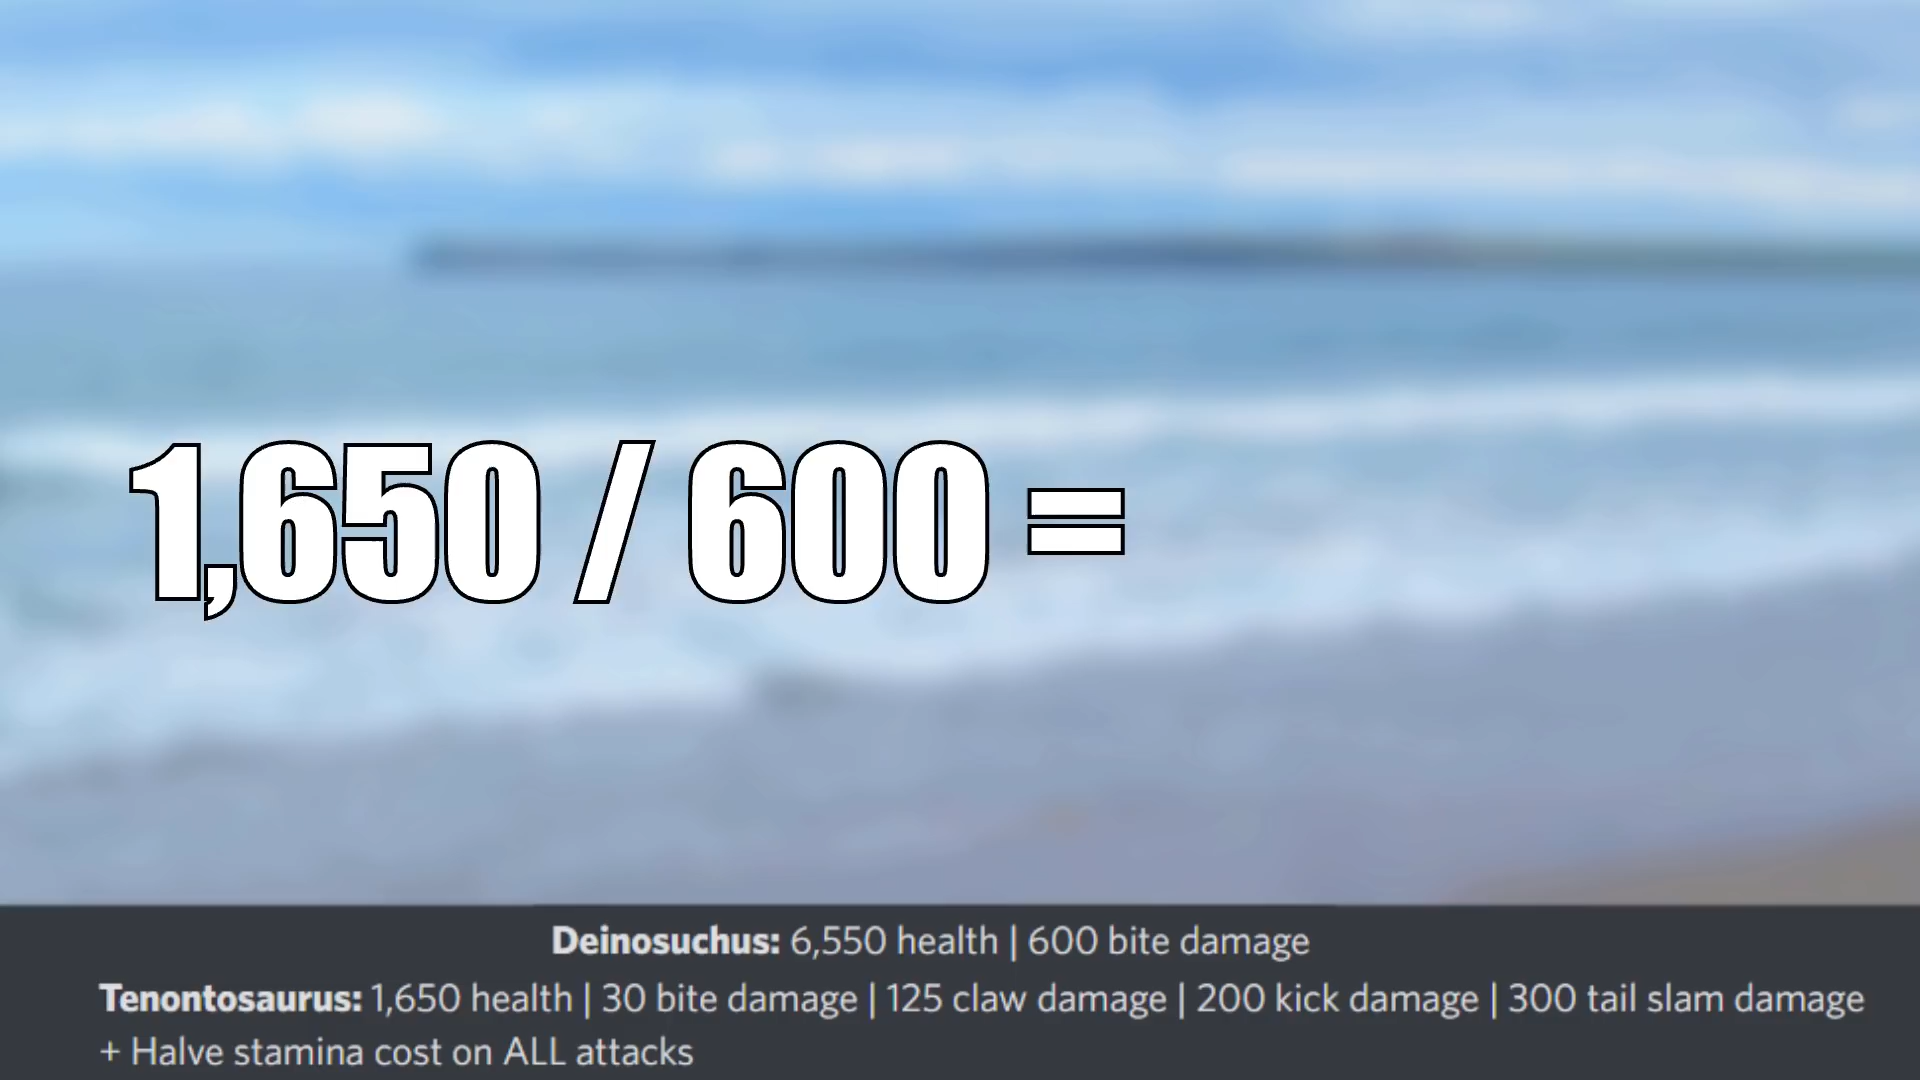 1,650 / 600 =
Deinosuchus: 6,550 health | 600 bite damage
Tenontosaurus: 1,650 health | 30 bite damage | 125 claw damage | 200 kick damage | 300 tail slam damage
+ Halve stamina cost on ALL attacks